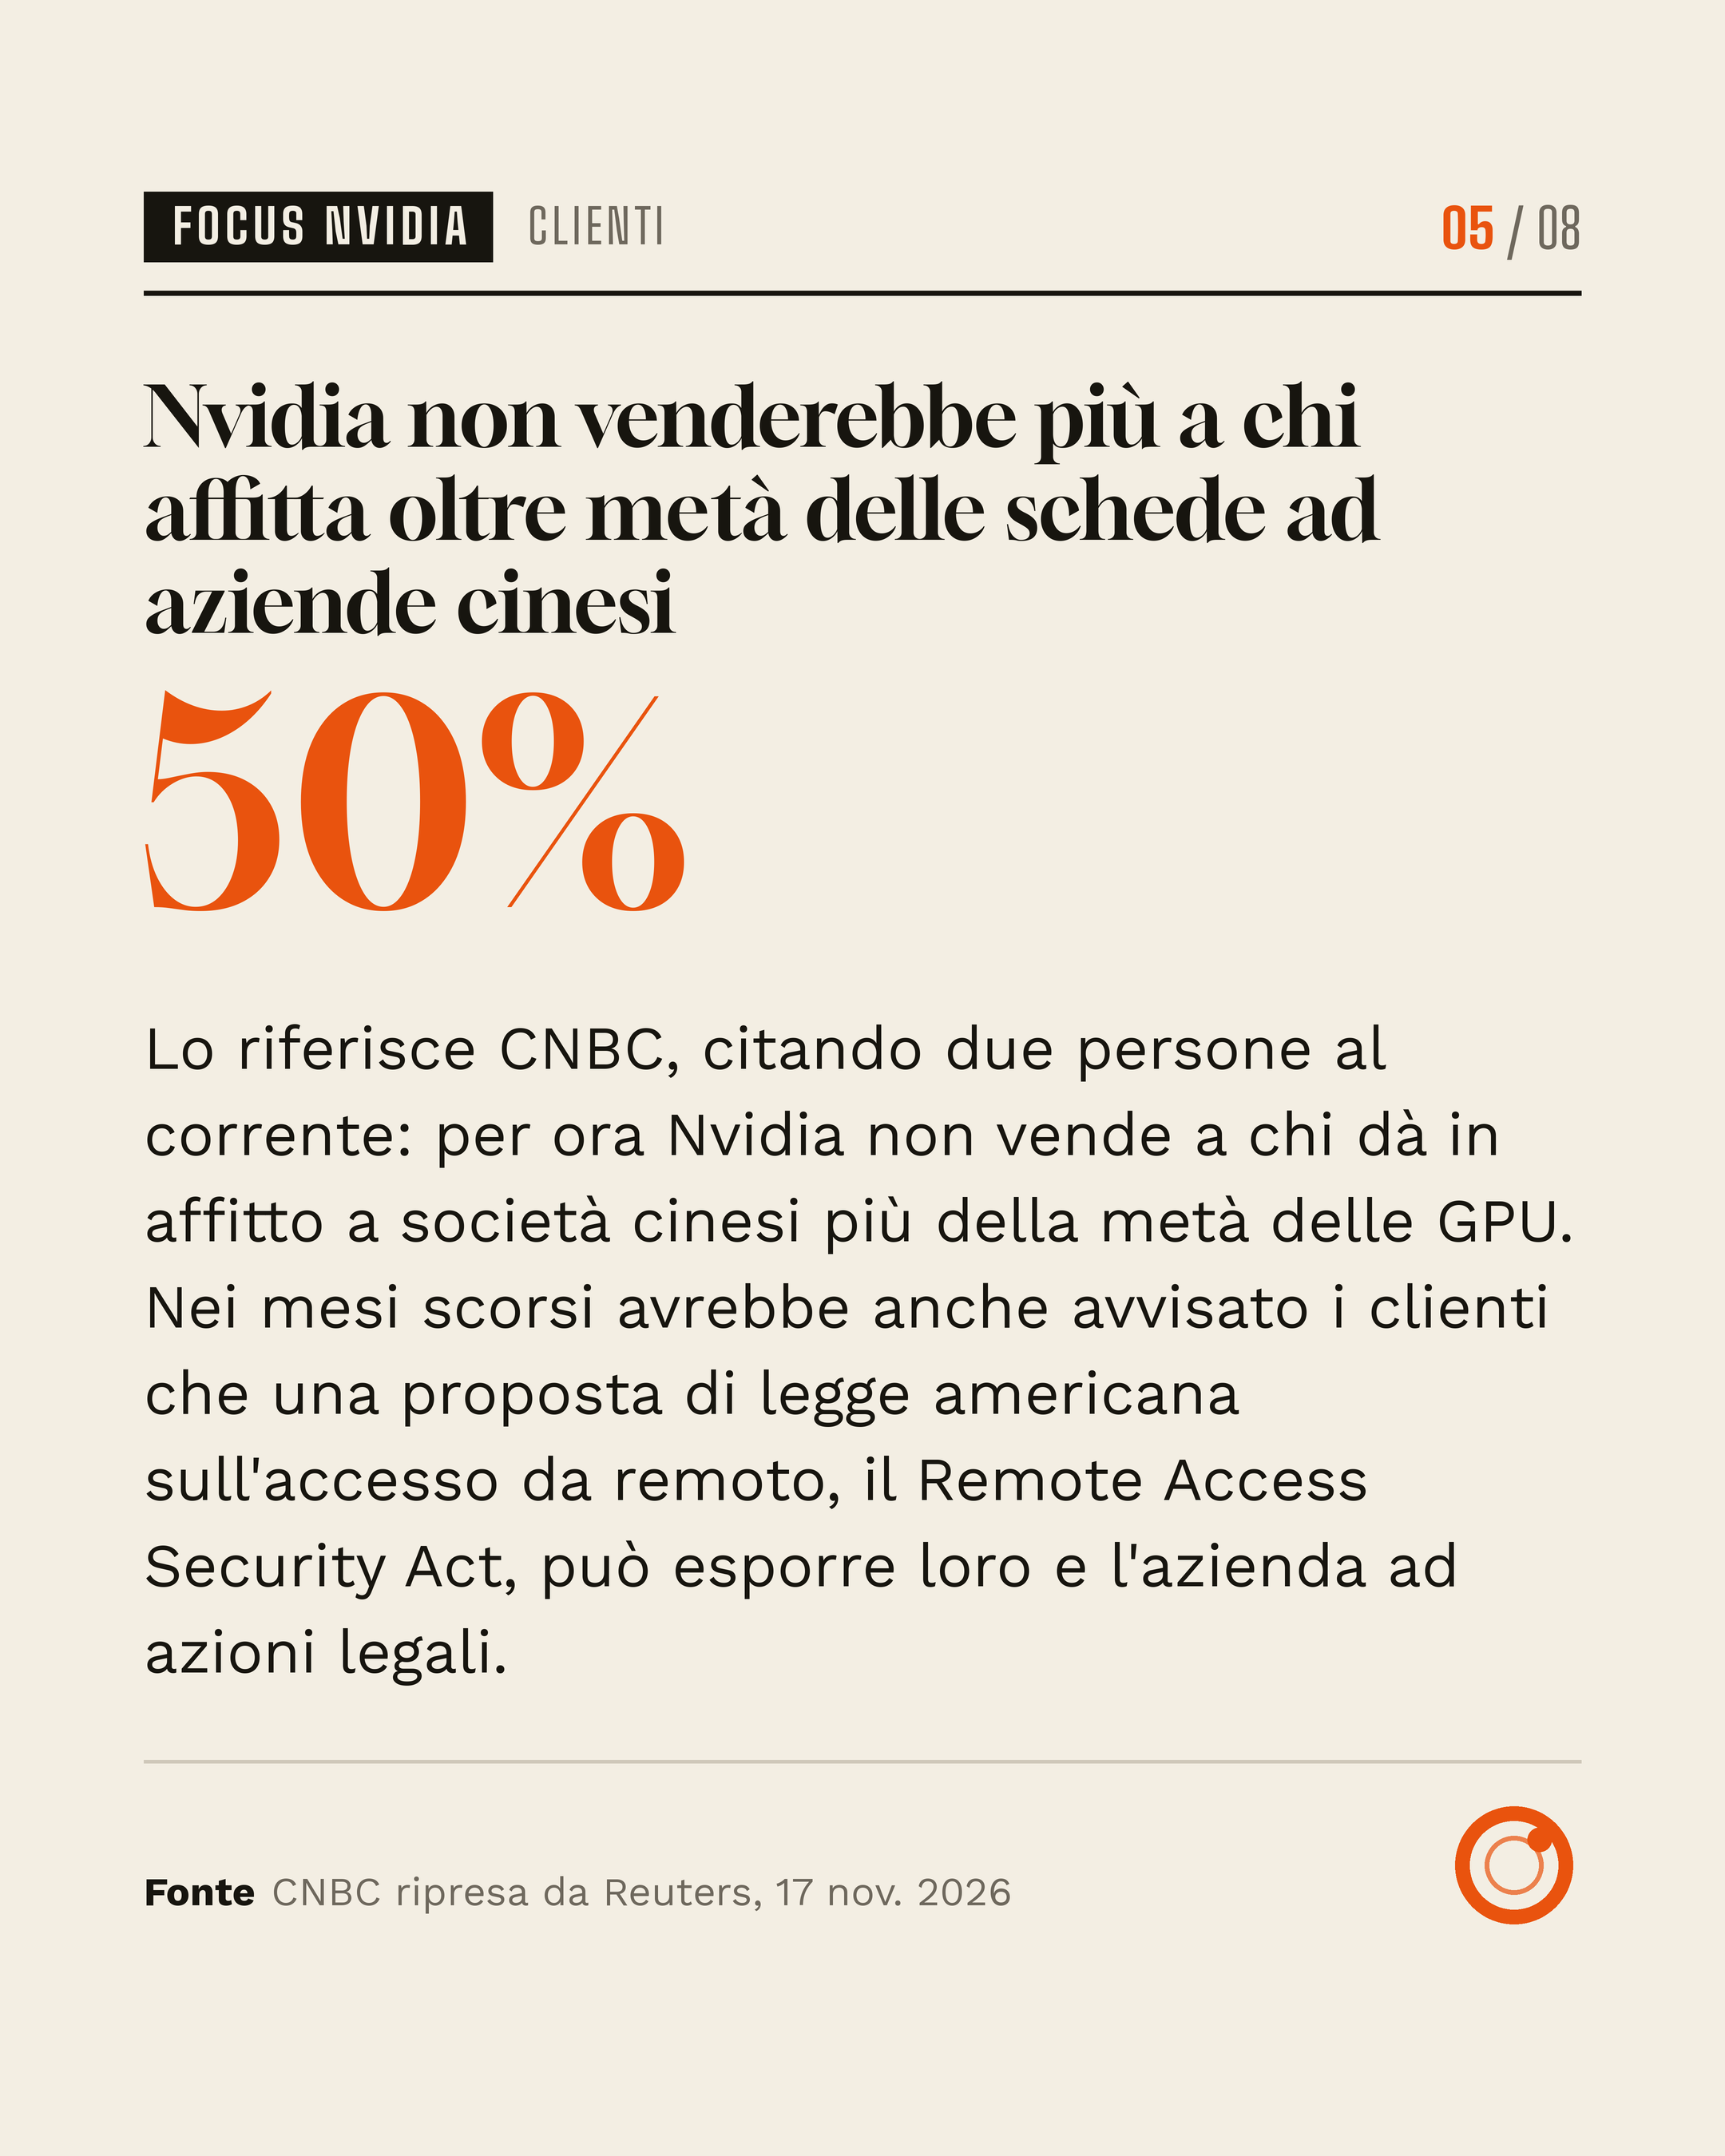 FOCUS NVIDIA CLIENTI 05 / 08
Nvidia non venderebbe più a chi
affitta oltre metà delle schede ad
aziende cinesi
50%
Lo riferisce CNBC, citando due persone al
corrente: per ora Nvidia non vende a chi dà in
affitto a società cinesi più della metà delle GPU.
Nei mesi scorsi avrebbe anche avvisato i clienti
che una proposta di legge americana
sull'accesso da remoto, il Remote Access
Security Act, può esporre loro e l'azienda ad
azioni legali.
Fonte CNBC ripresa da Reuters, 17 nov. 2026